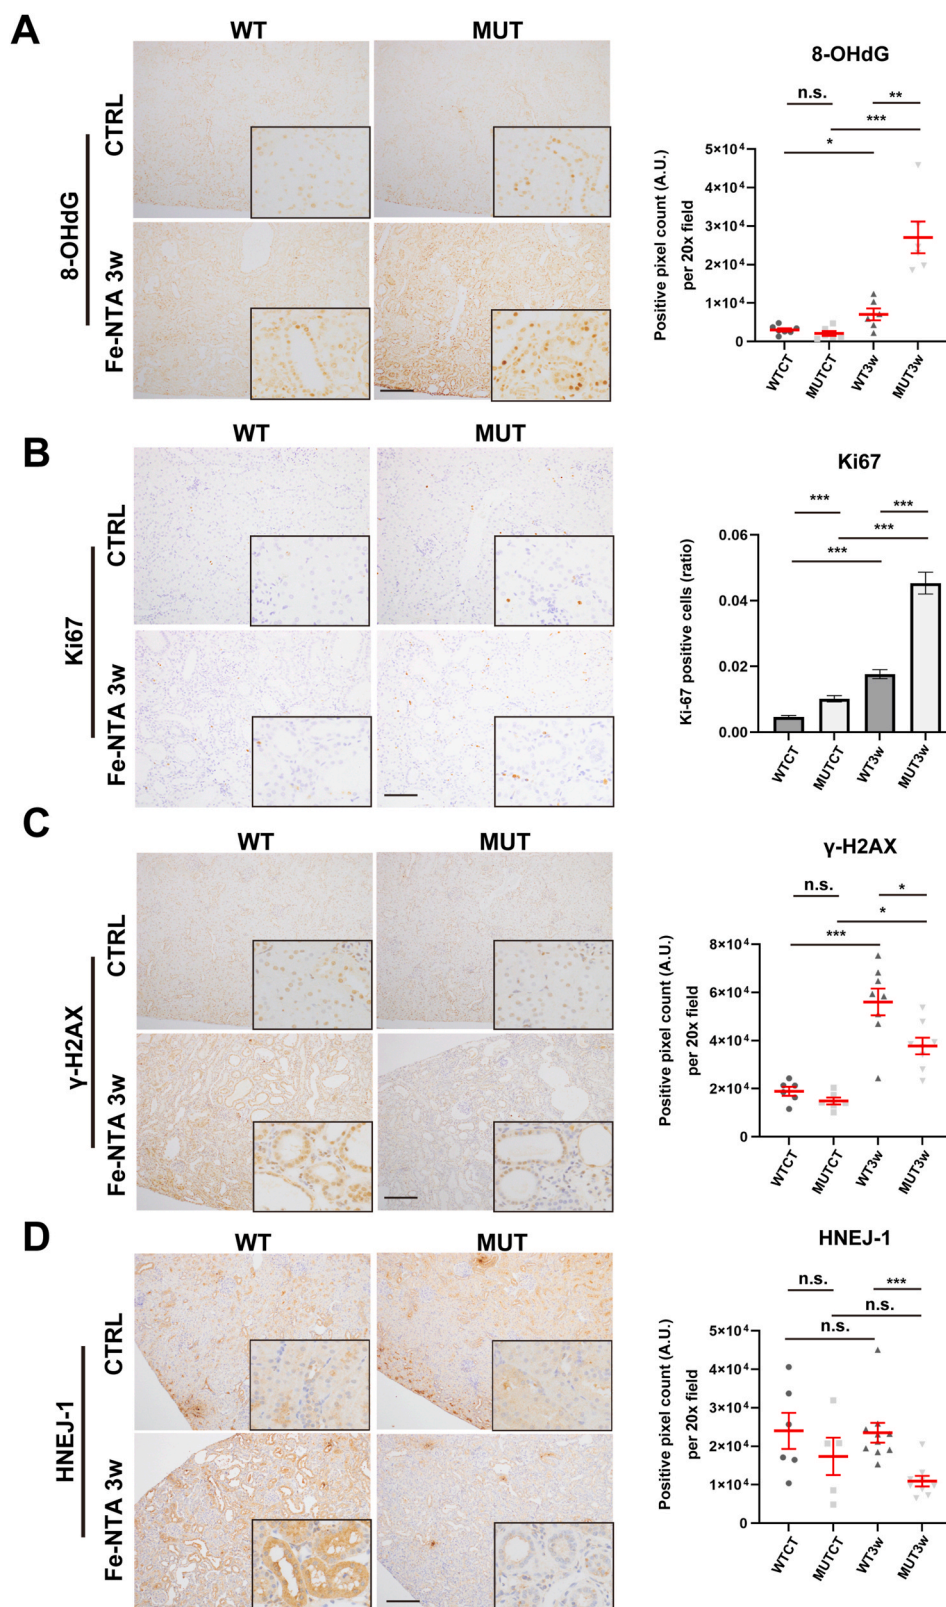 A
WT
MUT
8-OHdG
CTRL
Fe-NTA 3w
8-OHdG
n.s.
**
***
*
Positive pixel count (A.U.)
per 20x field
5×10⁴
4×10⁴
3×10⁴
2×10⁴
1×10⁴
0
WTCT
MUTCT
WT3w
MUT3w
B
WT
MUT
Ki67
CTRL
Fe-NTA 3w
Ki67
***
***
***
***
Ki-67 positive cells (ratio)
0.06
0.04
0.02
0.00
WTCT
MUTCT
WT3w
MUT3w
C
WT
MUT
γ-H2AX
CTRL
Fe-NTA 3w
γ-H2AX
n.s.
*
*
***
Positive pixel count (A.U.)
per 20x field
8×10⁴
6×10⁴
4×10⁴
2×10⁴
0
WTCT
MUTCT
WT3w
MUT3w
D
WT
MUT
HNEJ-1
CTRL
Fe-NTA 3w
HNEJ-1
n.s.
***
n.s.
n.s.
Positive pixel count (A.U.)
per 20x field
5×10⁴
4×10⁴
3×10⁴
2×10⁴
1×10⁴
0
WTCT
MUTCT
WT3w
MUT3w